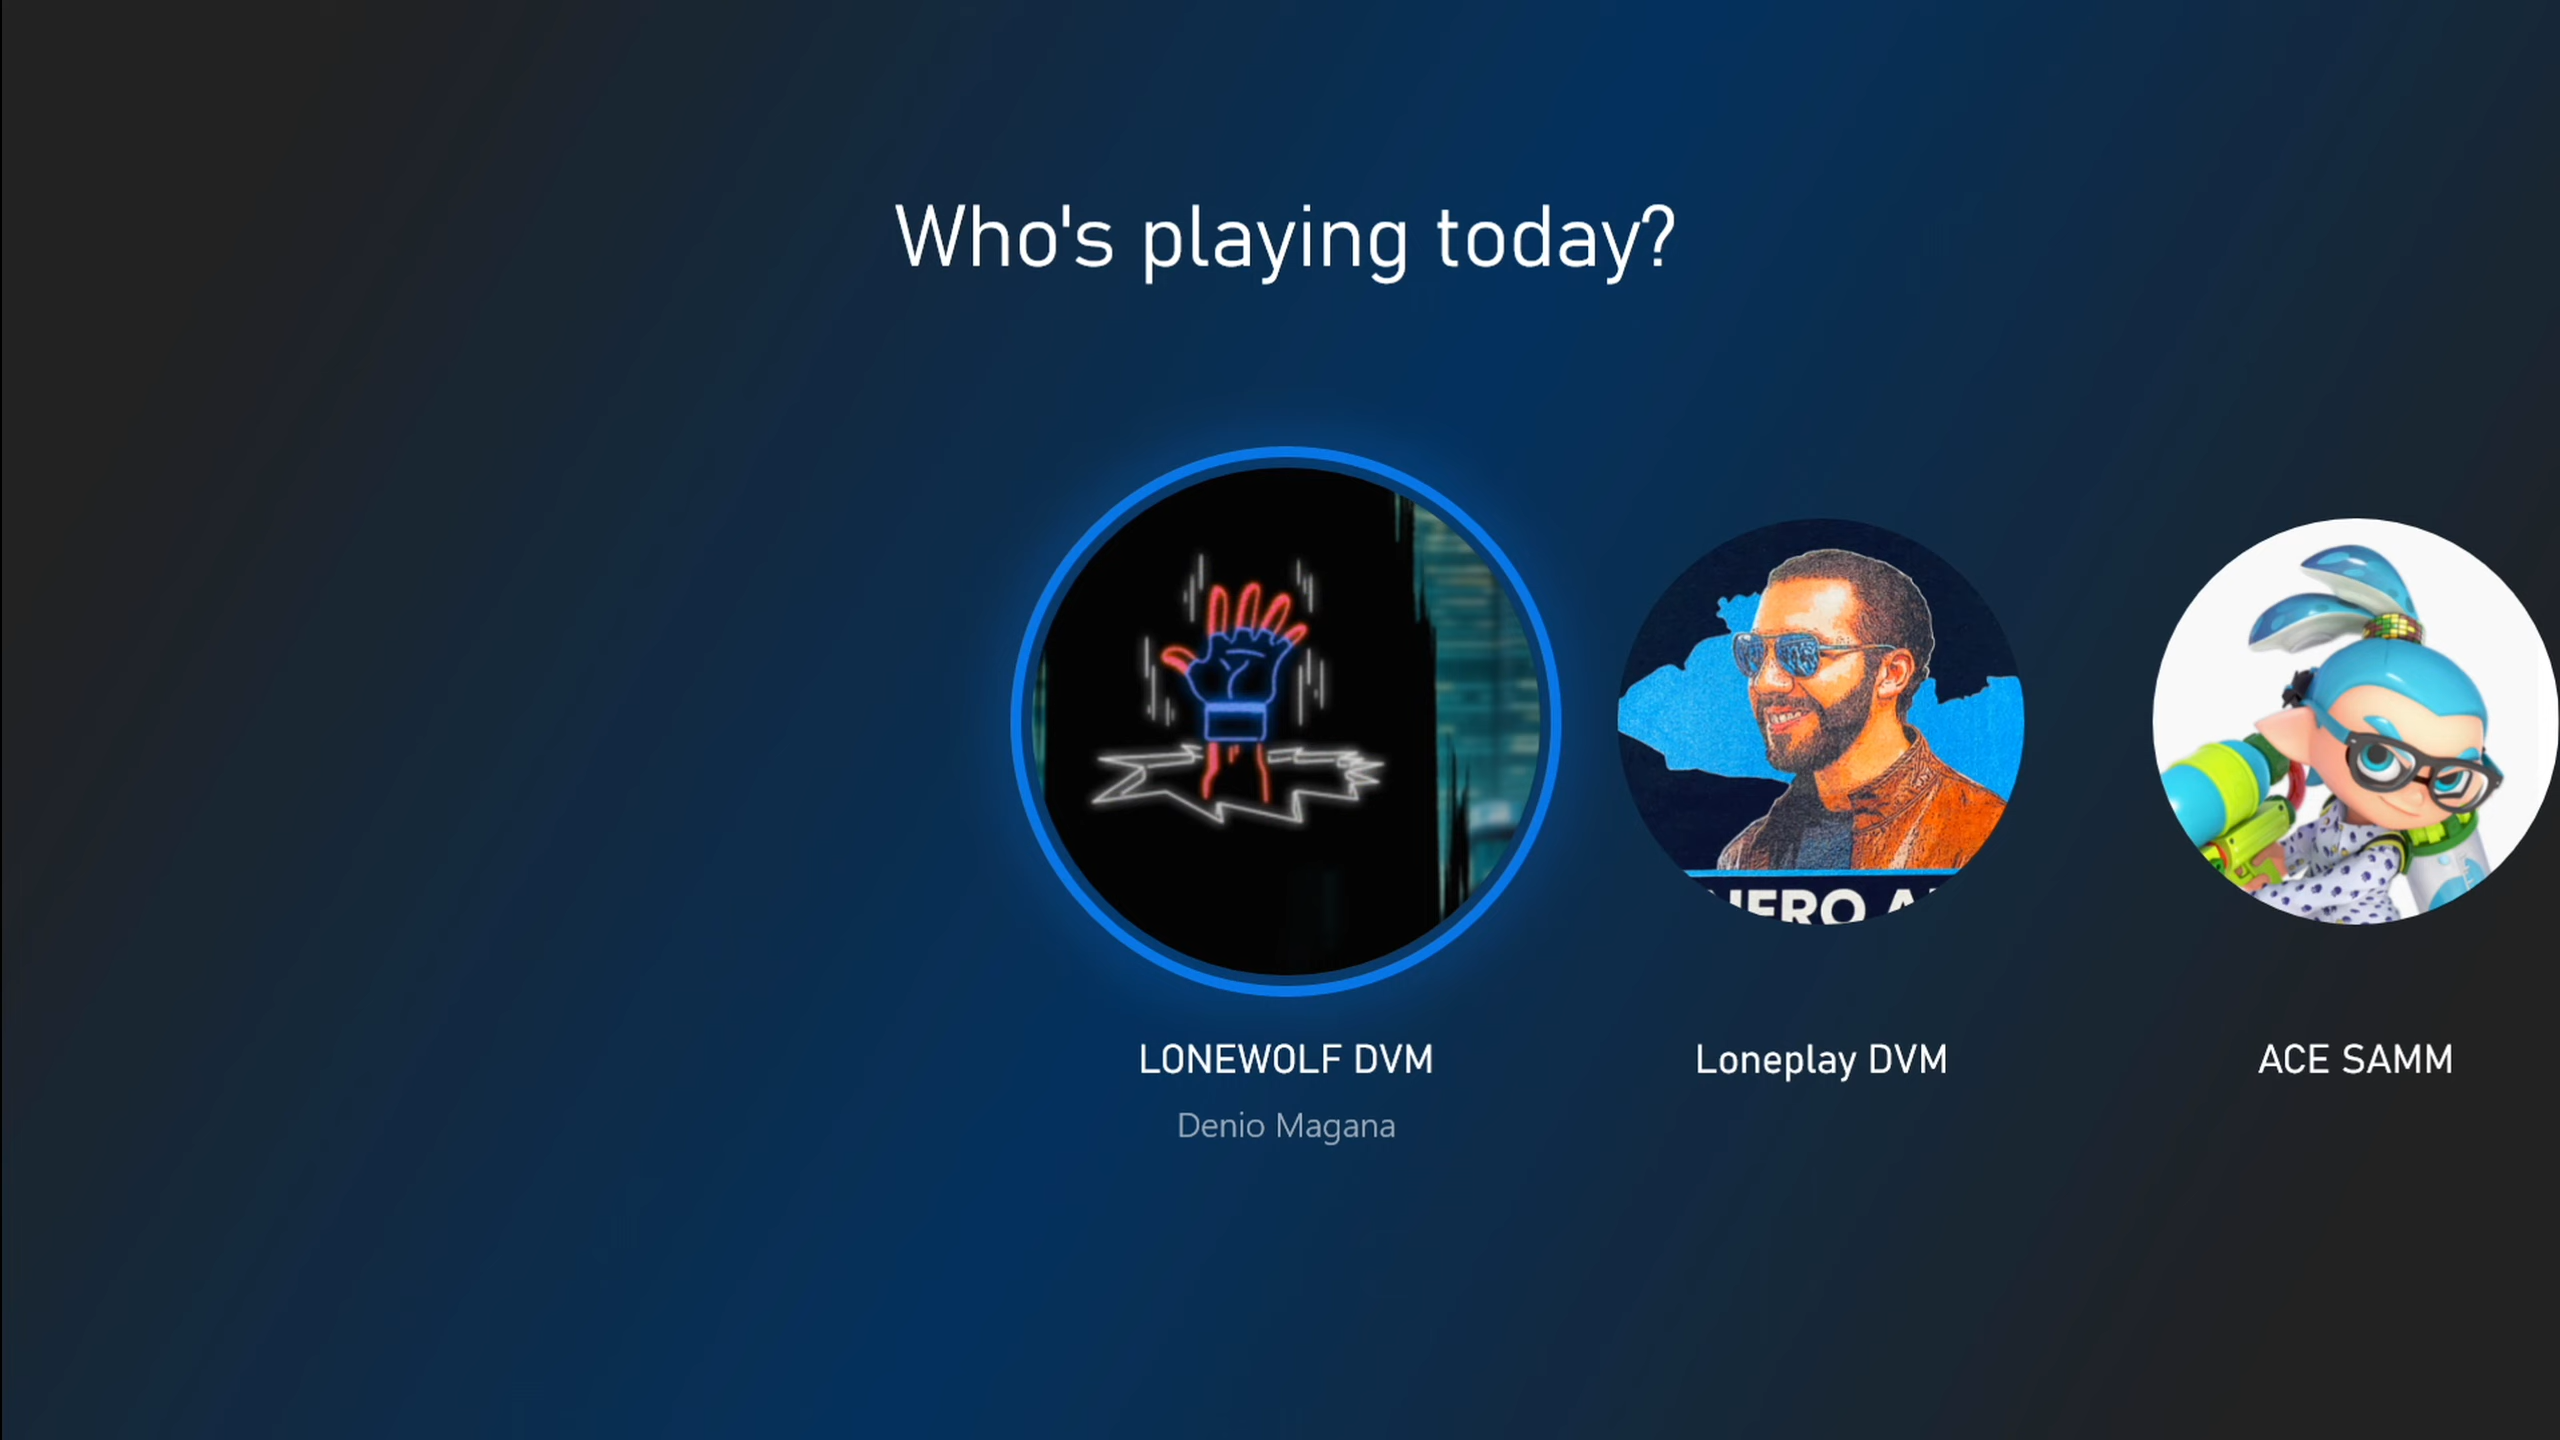 Who's playing today?
LONEWOLF DVM
Denio Magana
Loneplay DVM
ACE SAMM